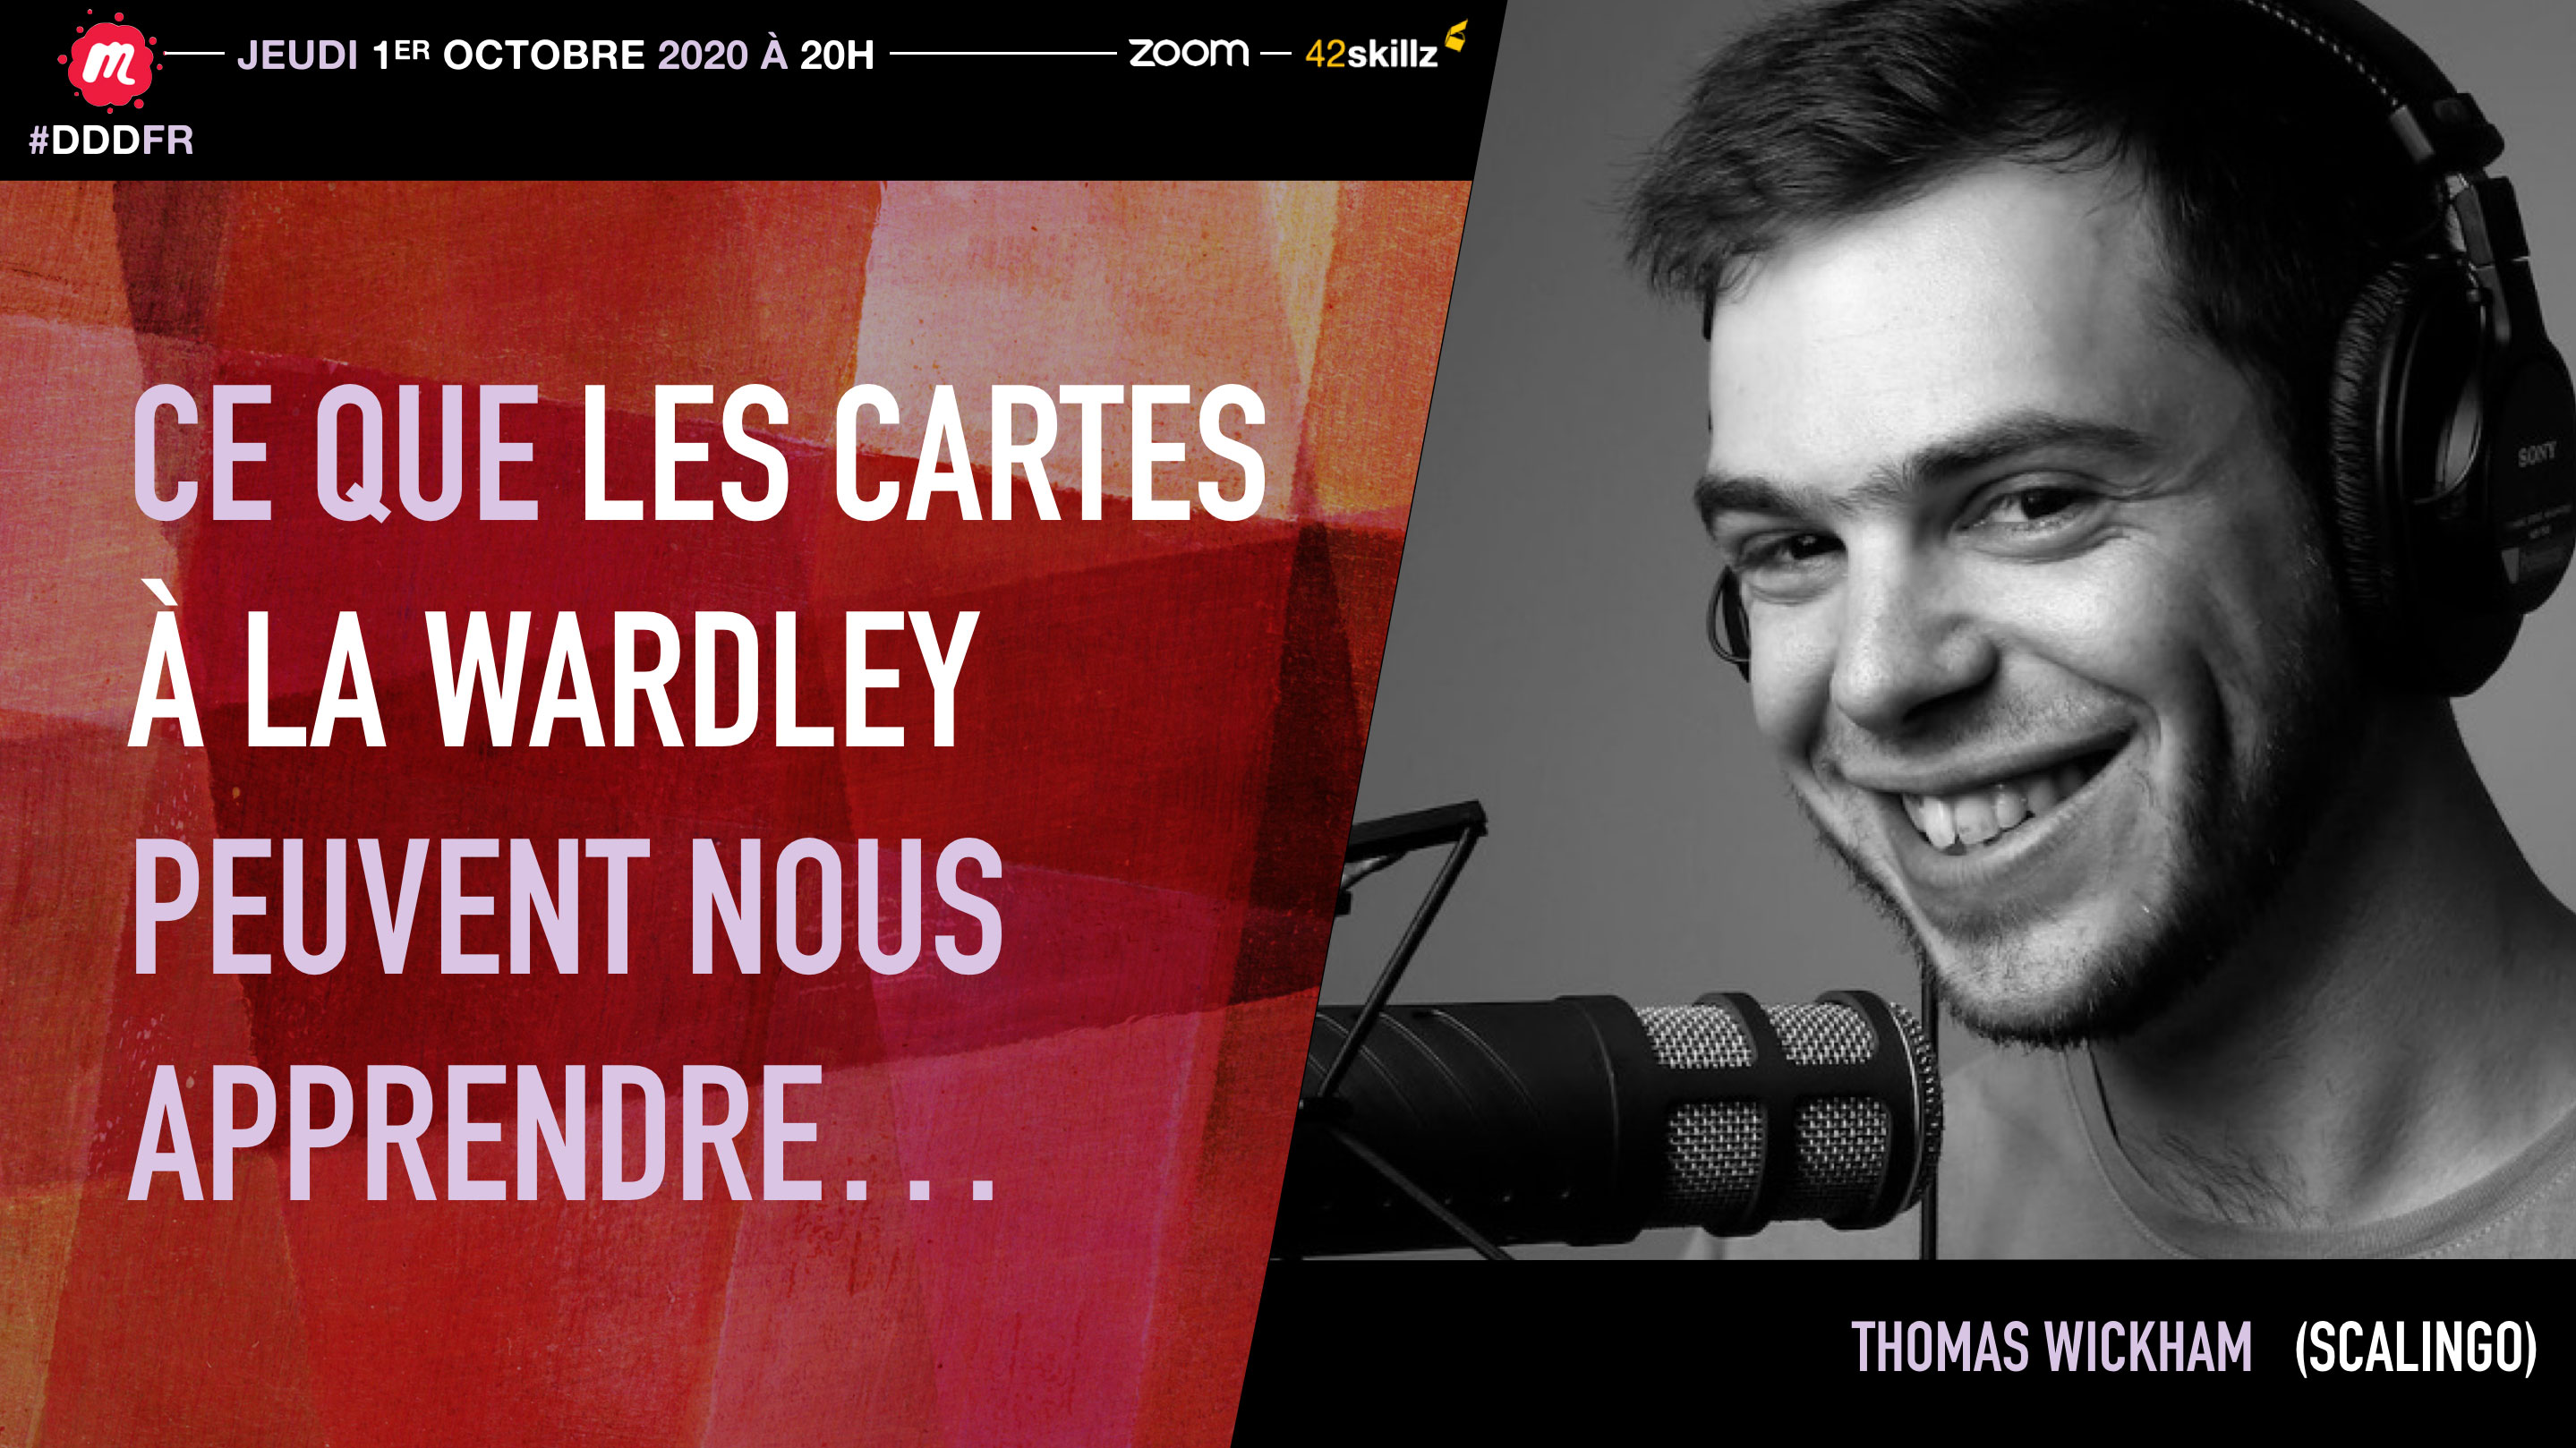 m
JEUDI 1ER OCTOBRE 2020 À 20H
zoom
42skillz
#DDDFR
CE QUE LES CARTES
À LA WARDLEY
PEUVENT NOUS
APPRENDRE...
SONY
THOMAS WICKHAM (SCALINGO)